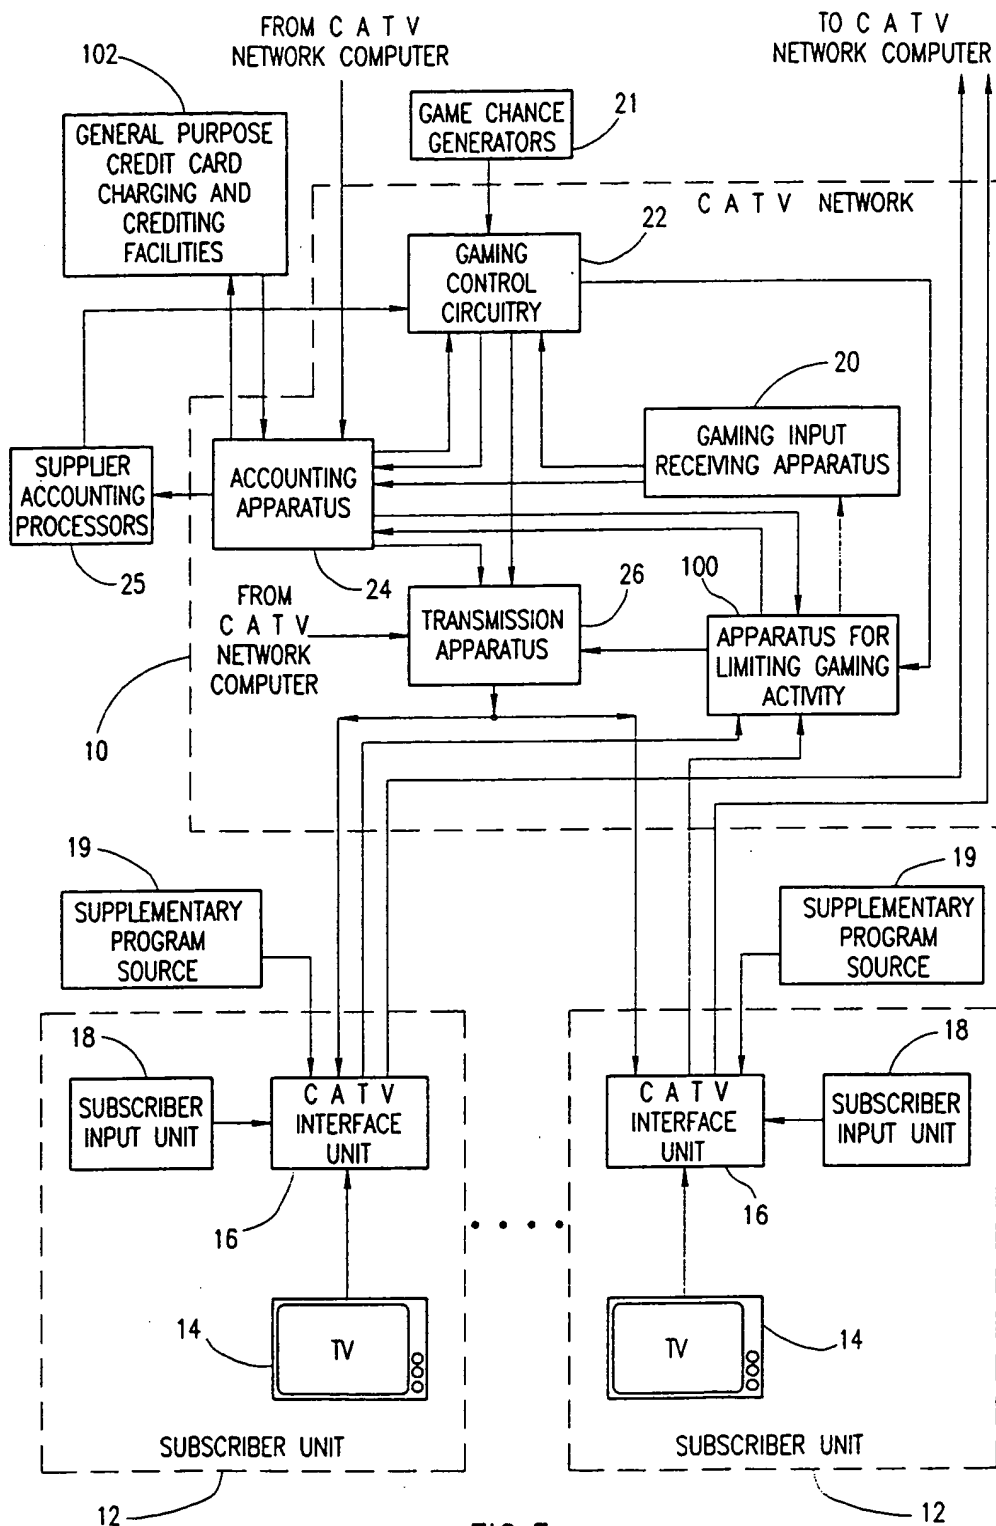 FROM C A T V
NETWORK COMPUTER
TO C A T V
NETWORK COMPUTER
102
GENERAL PURPOSE
CREDIT CARD
CHARGING AND
CREDITING
FACILITIES
GAME CHANCE
GENERATORS
21
C A T V NETWORK
22
GAMING
CONTROL
CIRCUITRY
20
GAMING INPUT
RECEIVING APPARATUS
SUPPLIER
ACCOUNTING
PROCESSORS
25
ACCOUNTING
APPARATUS
24
FROM
C A T V
NETWORK
COMPUTER
26
TRANSMISSION
APPARATUS
100
APPARATUS FOR
LIMITING GAMING
ACTIVITY
10
19
SUPPLEMENTARY
PROGRAM
SOURCE
19
SUPPLEMENTARY
PROGRAM
SOURCE
18
SUBSCRIBER
INPUT UNIT
C A T V
INTERFACE
UNIT
16
14
TV
SUBSCRIBER UNIT
12
C A T V
INTERFACE
UNIT
16
18
SUBSCRIBER
INPUT UNIT
TV
14
SUBSCRIBER UNIT
12